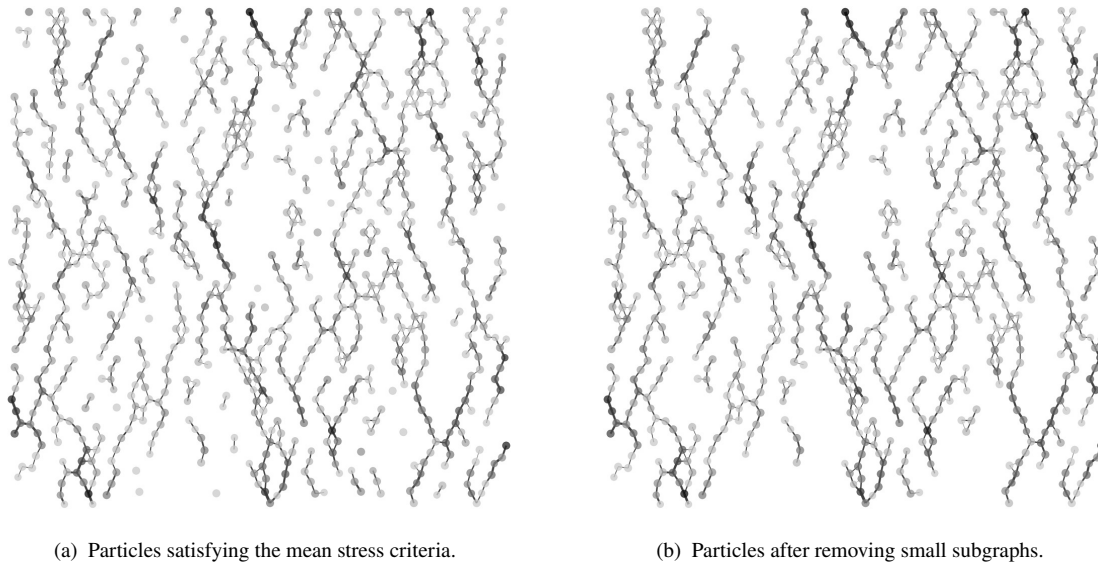 (a) Particles satisfying the mean stress criteria.
(b) Particles after removing small subgraphs.